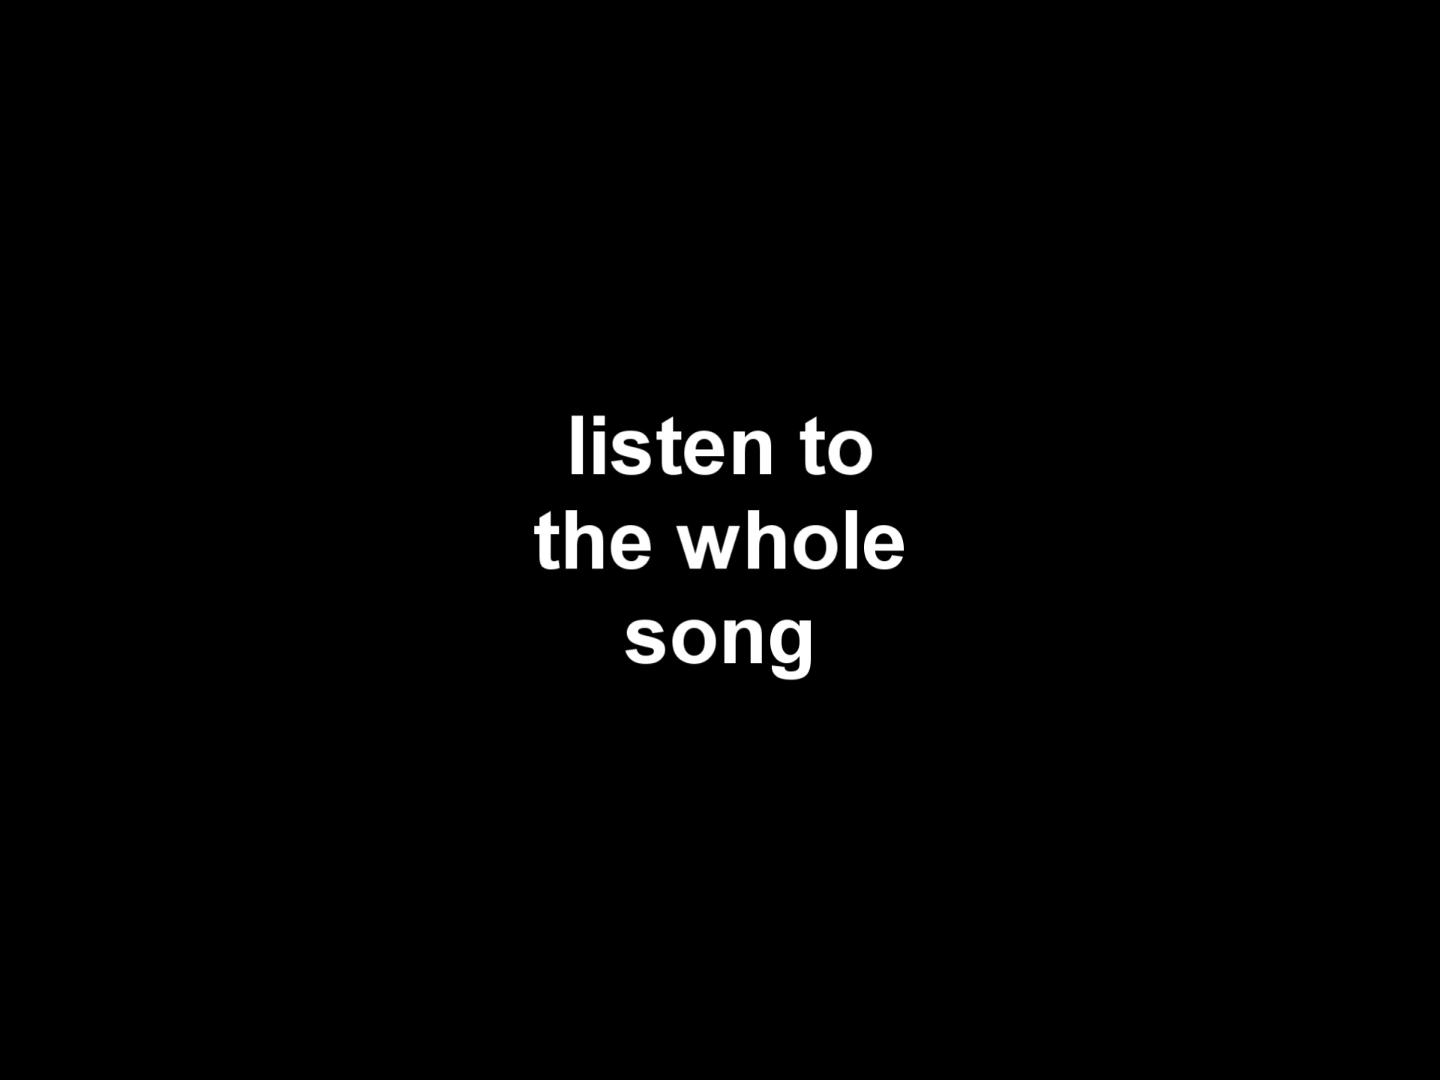 listen to
the whole
song